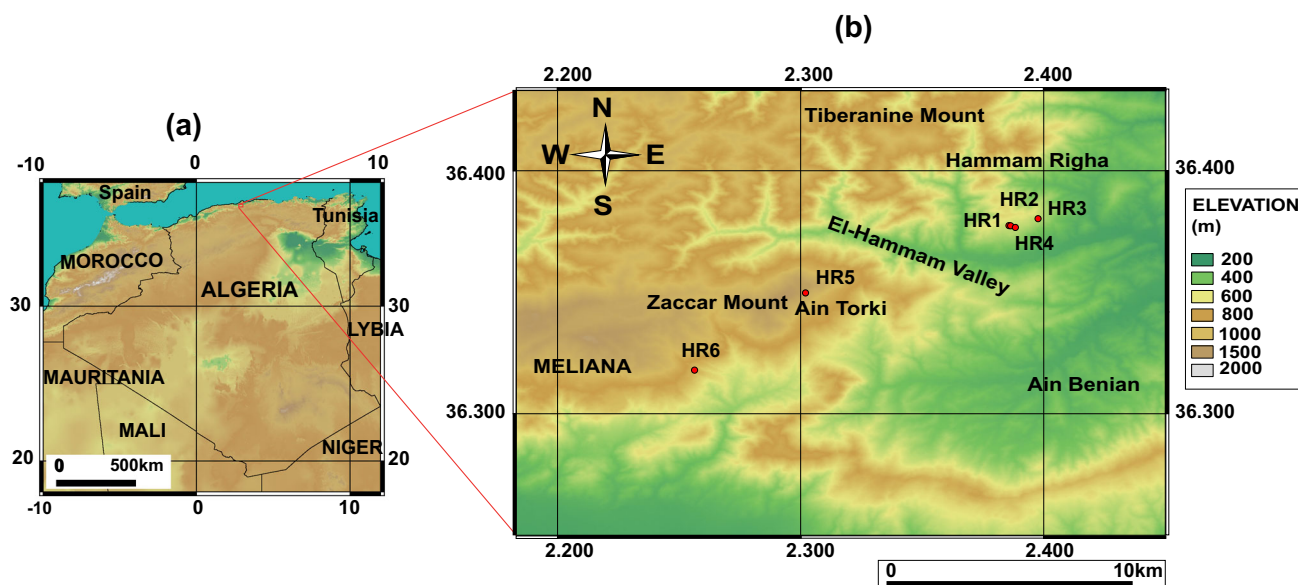 (a)
-10 0 10
Spain
Tunisia
MOROCCO
ALGERIA
30 30
LYBIA
MAURITANIA
MALI
NIGER
20 20
0 500km
-10 0 10
(b)
2.200 2.300 2.400
N
W E
S
Tiberanine Mount
Hammam Righa
36.400 36.400
HR2
HR1 HR3
HR4
El-Hammam Valley
HR5
Zaccar Mount
Ain Torki
HR6
MELIANA
Ain Benian
36.300 36.300
2.200 2.300 2.400
0 10km
ELEVATION
(m)
200
400
600
800
1000
1500
2000